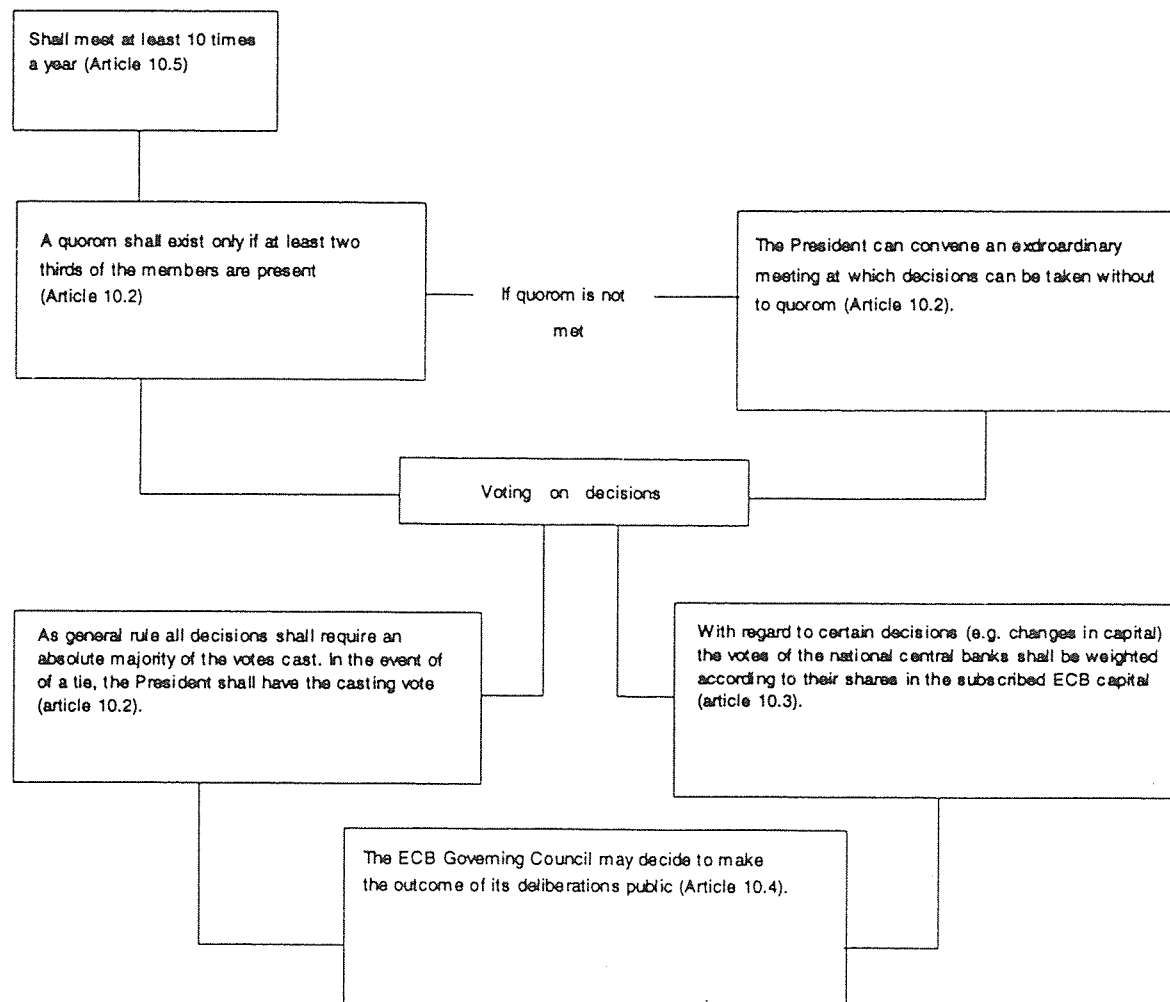 Shall meet at least 10 times
a year (Article 10.5)
A quorom shall exist only if at least two
thirds of the members are present
(Article 10.2)
If quorom is not
met
The President can convene an exdroardinary
meeting at which decisions can be taken without
to quorom (Article 10.2).
Voting on decisions
As general rule all decisions shall require an
absolute majority of the votes cast. In the event of
of a tie, the President shall have the casting vote
(article 10.2).
With regard to certain decisions (e.g. changes in capital)
the votes of the national central banks shall be weighted
according to their shares in the subscribed ECB capital
(article 10.3).
The ECB Governing Council may decide to make
the outcome of its deliberations public (Article 10.4).